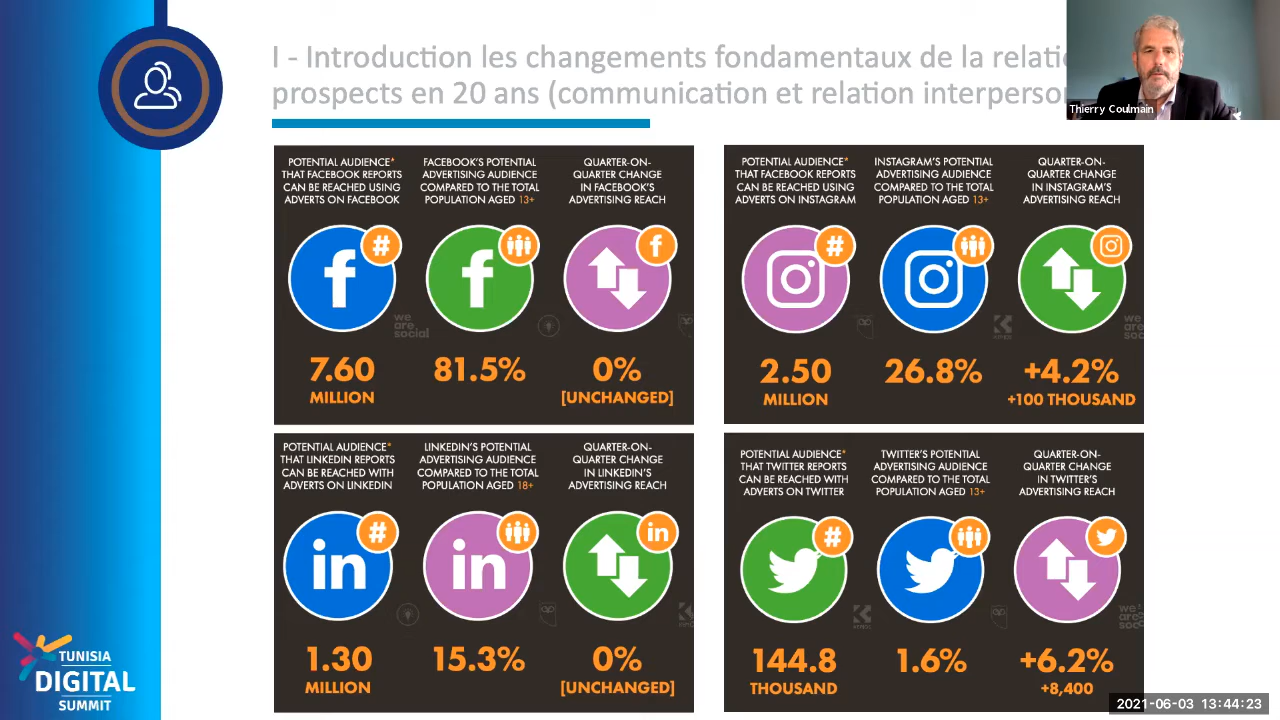 I - Introduction les changements fondamentaux de la relati
prospects en 20 ans (communication et relation interperson
Thierry Coulmain
POTENTIAL AUDIENCE*
THAT FACEBOOK REPORTS
CAN BE REACHED USING
ADVERTS ON FACEBOOK
FACEBOOK'S POTENTIAL
ADVERTISING AUDIENCE
COMPARED TO THE TOTAL
POPULATION AGED 13+
QUARTER-ON-
QUARTER CHANGE
IN FACEBOOK'S
ADVERTISING REACH
#
we
are
social
7.60
MILLION
81.5%
0%
[UNCHANGED]
POTENTIAL AUDIENCE*
THAT FACEBOOK REPORTS
CAN BE REACHED USING
ADVERTS ON INSTAGRAM
INSTAGRAM'S POTENTIAL
ADVERTISING AUDIENCE
COMPARED TO THE TOTAL
POPULATION AGED 13+
QUARTER-ON-
QUARTER CHANGE
IN INSTAGRAM'S
ADVERTISING REACH
#
2.50
MILLION
26.8%
+4.2%
+100 THOUSAND
POTENTIAL AUDIENCE*
THAT LINKEDIN REPORTS
CAN BE REACHED WITH
ADVERTS ON LINKEDIN
LINKEDIN'S POTENTIAL
ADVERTISING AUDIENCE
COMPARED TO THE TOTAL
POPULATION AGED 18+
QUARTER-ON-
QUARTER CHANGE
IN LINKEDIN'S
ADVERTISING REACH
in
#
in
in
1.30
MILLION
15.3%
0%
[UNCHANGED]
POTENTIAL AUDIENCE*
THAT TWITTER REPORTS
CAN BE REACHED WITH
ADVERTS ON TWITTER
TWITTER'S POTENTIAL
ADVERTISING AUDIENCE
COMPARED TO THE TOTAL
POPULATION AGED 13+
QUARTER-ON-
QUARTER CHANGE
IN TWITTER'S
ADVERTISING REACH
#
144.8
THOUSAND
1.6%
+6.2%
+8,400
TUNISIA
DIGITAL
SUMMIT
2021-06-03 13:44:23